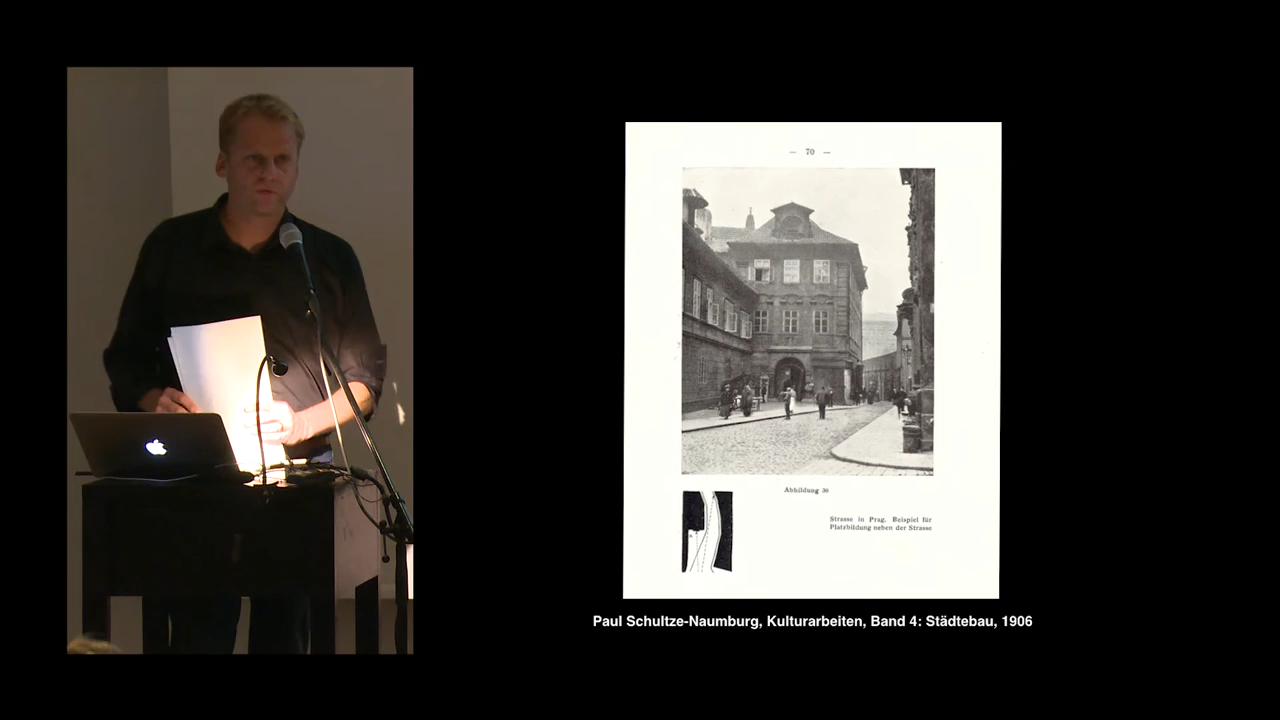 — 70 —
Abbildung 36
Strasse in Prag. Beispiel für
Platzbildung neben der Strasse
Paul Schultze-Naumburg, Kulturarbeiten, Band 4: Städtebau, 1906